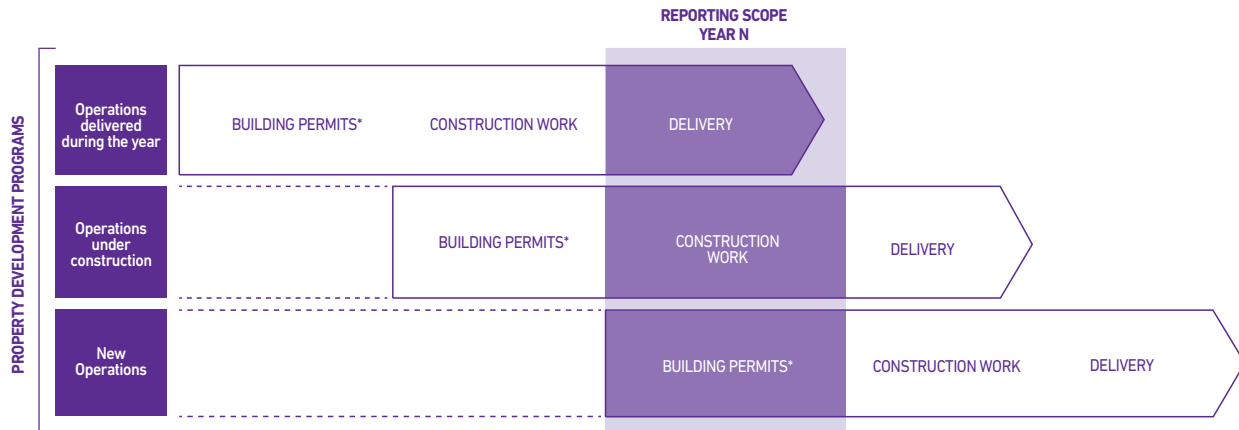 REPORTING SCOPE
YEAR N
PROPERTY DEVELOPMENT PROGRAMS
Operations
delivered
during the year
BUILDING PERMITS*
CONSTRUCTION WORK
DELIVERY
Operations
under
construction
BUILDING PERMITS*
CONSTRUCTION
WORK
DELIVERY
New
Operations
BUILDING PERMITS*
CONSTRUCTION WORK
DELIVERY